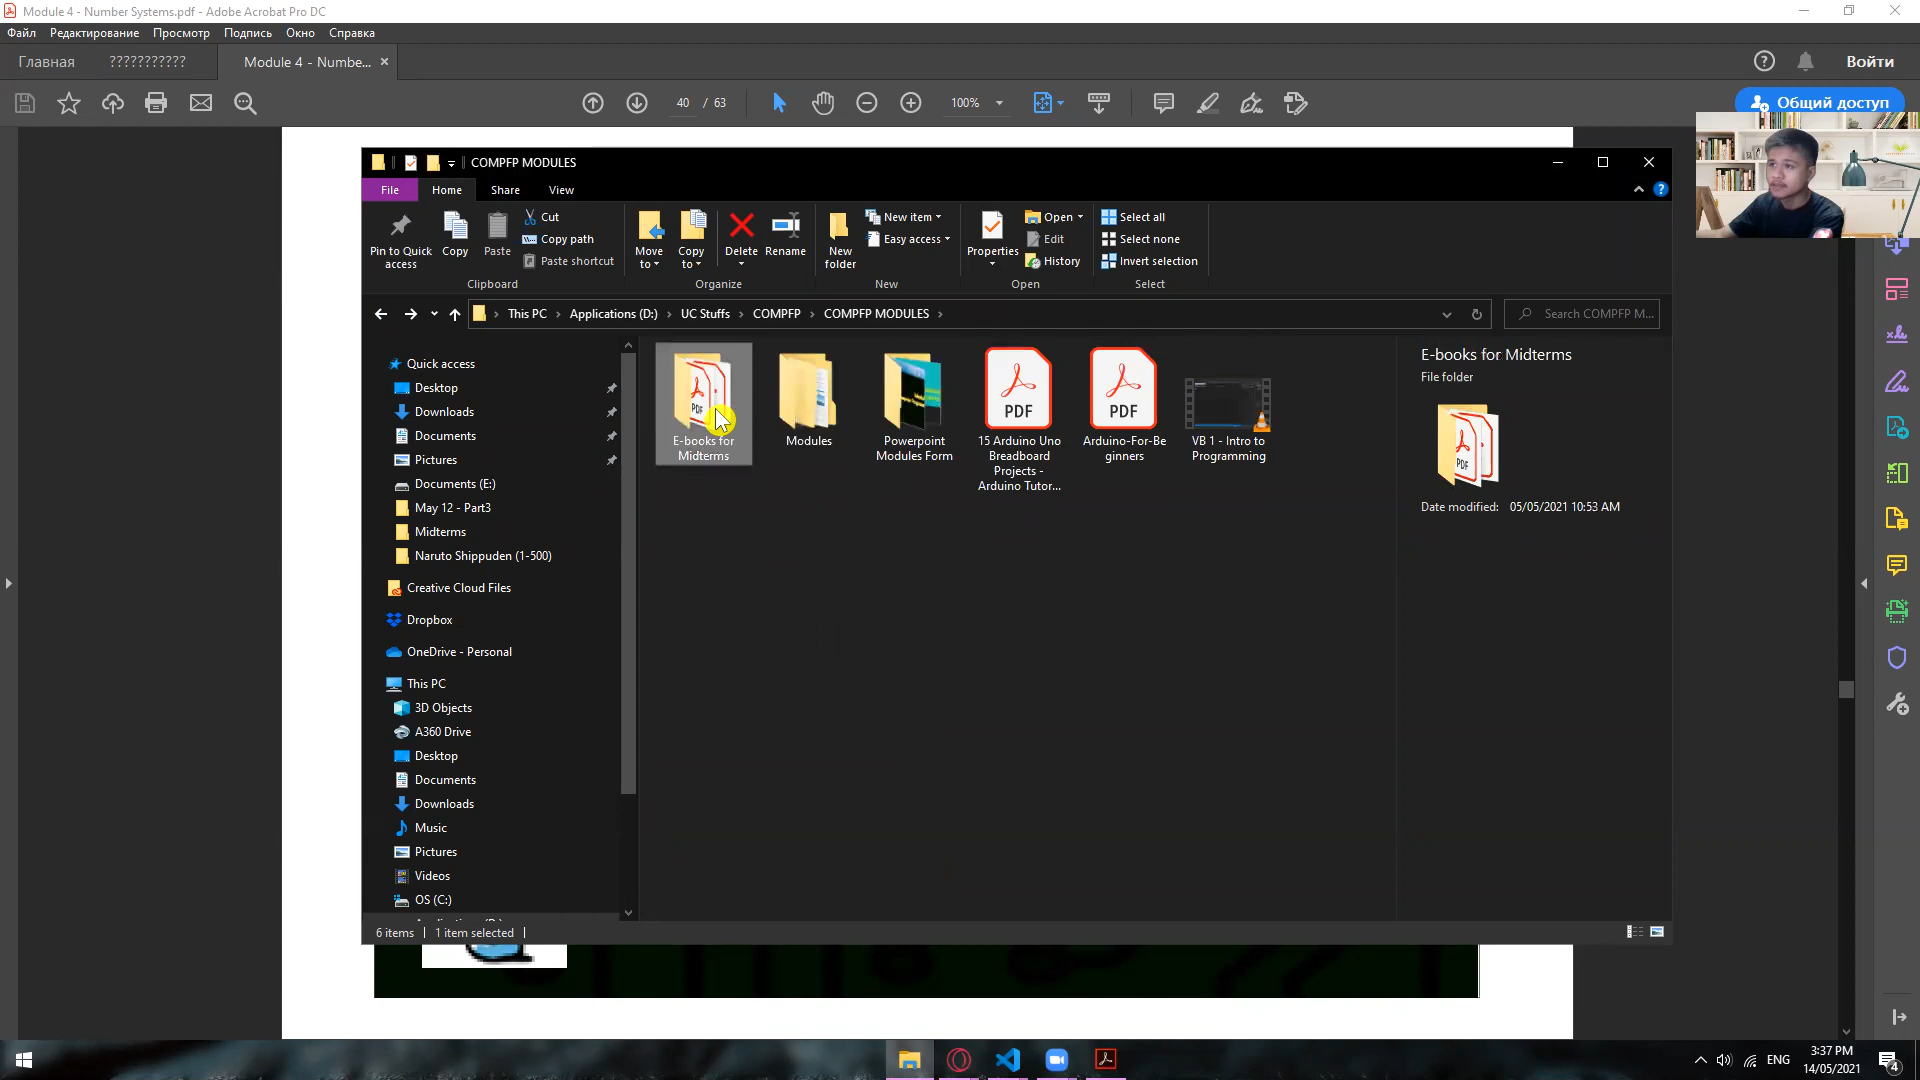 Module 4 - Number Systems.pdf - Adobe Acrobat Pro DC
Файл Редактирование Просмотр Подпись Окно Справка
Главная ??????????? Module 4 - Numbe... Войти
40 / 63 100% Общий доступ
COMPFP MODULES
File Home Share View
Pin to Quick access
Copy
Paste
Cut
Copy path
Paste shortcut
Clipboard
Move to
Copy to
Delete
Rename
Organize
New folder
New item
Easy access
New
Properties
Open
Edit
History
Open
Select all
Select none
Invert selection
Select
This PC Applications (D:) UC Stuffs COMPFP COMPFP MODULES
Search COMPFP M...
Quick access
Desktop
Downloads
Documents
Pictures
Documents (E:)
May 12 - Part3
Midterms
Naruto Shippuden (1-500)
Creative Cloud Files
Dropbox
OneDrive - Personal
This PC
3D Objects
A360 Drive
Desktop
Documents
Downloads
Music
Pictures
Videos
OS (C:)
PDF
E-books for
Midterms
Modules
Powerpoint
Modules Form
PDF
15 Arduino Uno
Breadboard
Projects -
Arduino Tutor...
PDF
Arduino-For-Be
ginners
VB 1 - Intro to
Programming
E-books for Midterms
File folder
PDF
Date modified: 05/05/2021 10:53 AM
6 items 1 item selected
ENG
3:37 PM
14/05/2021
4